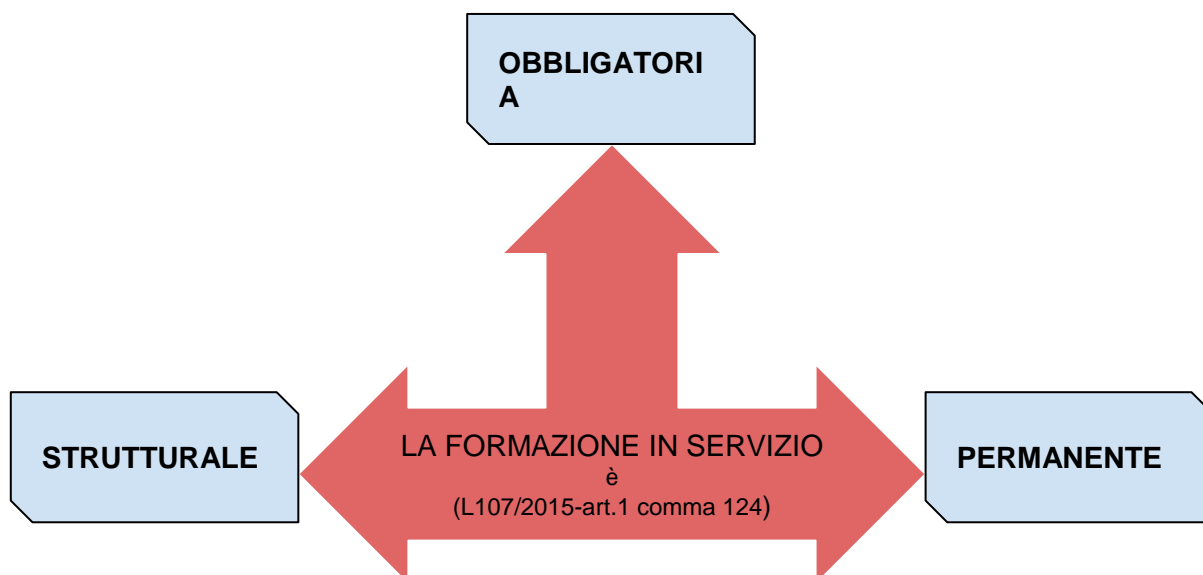 OBBLIGATORI
A
STRUTTURALE
LA FORMAZIONE IN SERVIZIO
è
(L107/2015-art.1 comma 124)
PERMANENTE